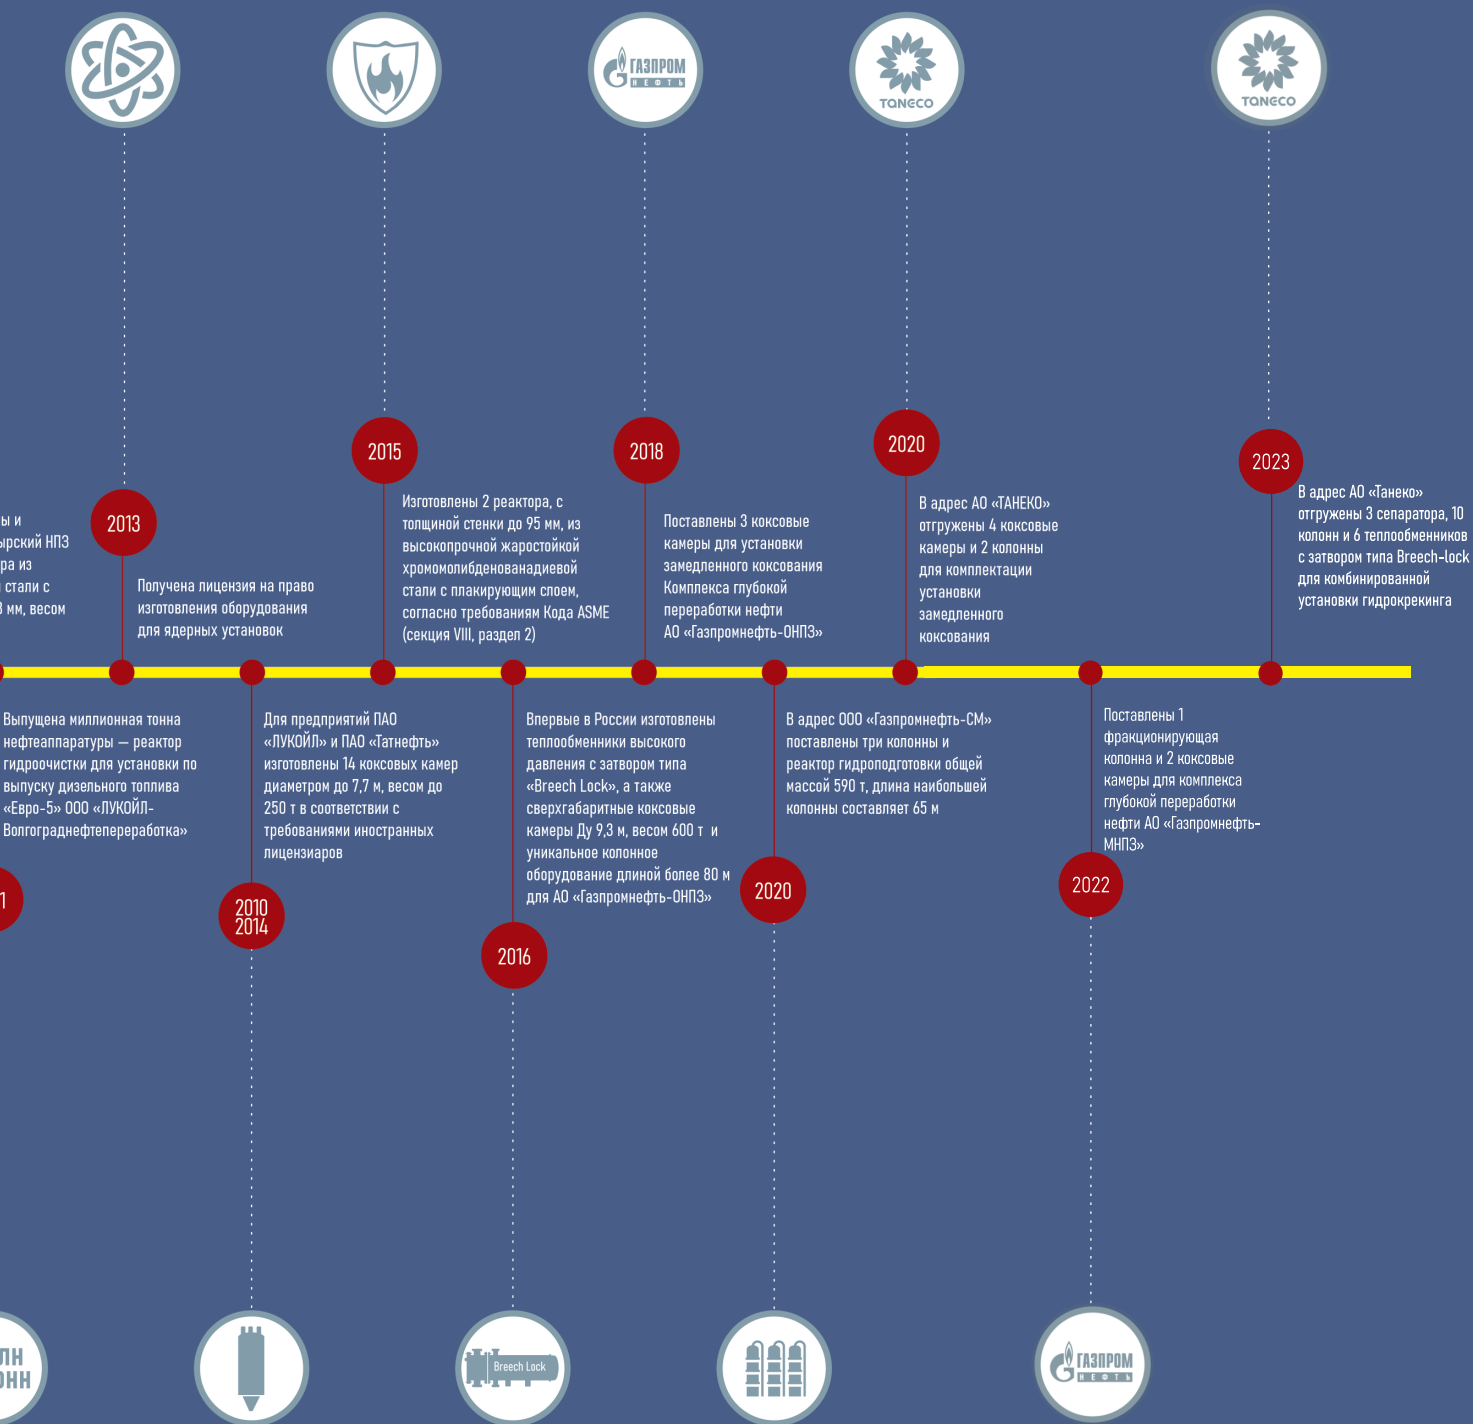 ГАЗПРОМ
НЕФТЬ
TANECO
TANECO
2013
Получена лицензия на право
изготовления оборудования
для ядерных установок
2015
Изготовлены 2 реактора, с
толщиной стенки до 95 мм, из
высокопрочной жаростойкой
хромомолибденованадиевой
стали с плакирующим слоем,
согласно требованиям Кода ASME
(секция VIII, раздел 2)
2018
Поставлены 3 коксовые
камеры для установки
замедленного коксования
Комплекса глубокой
переработки нефти
АО «Газпромнефть-ОНПЗ»
2020
В адрес АО «ТАНЕКО»
отгружены 4 коксовые
камеры и 2 колонны
для комплектации
установки
замедленного
коксования
2023
В адрес АО «Танеко»
отгружены 3 сепаратора, 10
колонн и 6 теплообменников
с затвором типа Breech-lock
для комбинированной
установки гидрокрекинга
ы и
ырский НПЗ
ра из
стали с
мм, весом
Выпущена миллионная тонна
нефтеаппаратуры — реактор
гидроочистки для установки по
выпуску дизельного топлива
«Евро-5» ООО «ЛУКОЙЛ-
Волгограднефтепереработка»
1
Для предприятий ПАО
«ЛУКОЙЛ» и ПАО «Татнефть»
изготовлены 14 коксовых камер
диаметром до 7,7 м, весом до
250 т в соответствии с
требованиями иностранных
лицензиаров
2010
2014
Впервые в России изготовлены
теплообменники высокого
давления с затвором типа
«Breech Lock», а также
сверхгабаритные коксовые
камеры Ду 9,3 м, весом 600 т и
уникальное колонное
оборудование длиной более 80 м
для АО «Газпромнефть-ОНПЗ»
2016
В адрес ООО «Газпромнефть-СМ»
поставлены три колонны и
реактор гидроподготовки общей
массой 590 т, длина наибольшей
колонны составляет 65 м
2020
Поставлены 1
фракционирующая
колонна и 2 коксовые
камеры для комплекса
глубокой переработки
нефти АО «Газпромнефть-
МНПЗ»
2022
ЛН
ОНН
Breech Lock
ГАЗПРОМ
НЕФТЬ